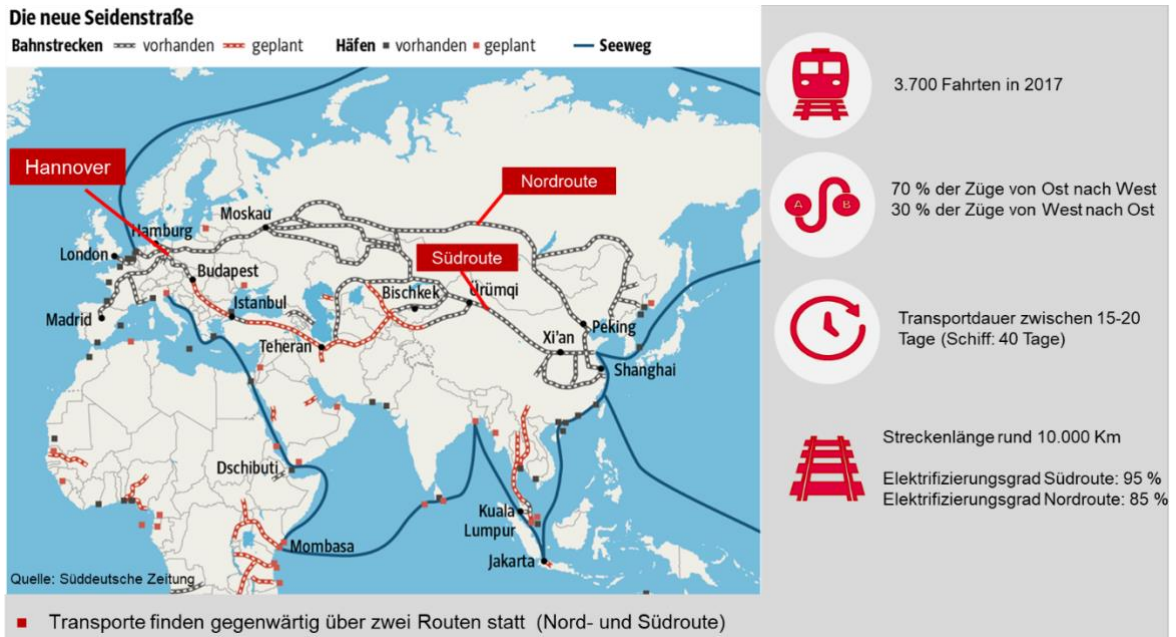 Die neue Seidenstraße
Bahnstrecken vorhanden geplant Häfen vorhanden geplant Seeweg
Hannover
Nordroute
Moskau
Hamburg
London
Südroute
Budapest
Ürümqi
Istanbul
Bischkek
Madrid
Peking
Teheran
Xi'an
Shanghai
Dschibuti
Kuala
Lumpur
Mombasa
Jakarta
Quelle: Süddeutsche Zeitung
3.700 Fahrten in 2017
A B
70 % der Züge von Ost nach West
30 % der Züge von West nach Ost
Transportdauer zwischen 15-20
Tage (Schiff: 40 Tage)
Streckenlänge rund 10.000 Km
Elektrifizierungsgrad Südroute: 95 %
Elektrifizierungsgrad Nordroute: 85 %
Transporte finden gegenwärtig über zwei Routen statt (Nord- und Südroute)